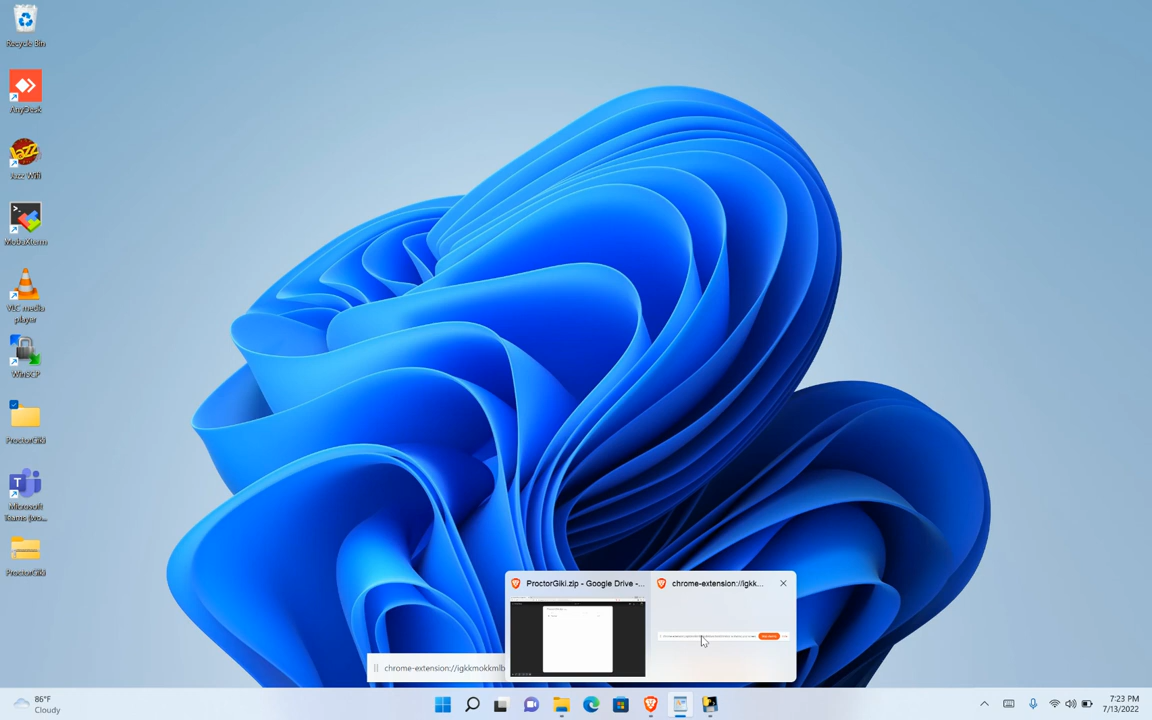 Recycle Bin
AnyDesk
Jazz Wifi
MobaXterm
VLC media
player
WinSCP
ProctorGiki
Microsoft
Teams (wo...
ProctorGiki
ProctorGiki.zip - Google Drive -...
chrome-extension://lgkk...
chrome-extension://igkkmokkmlb
86°F
Cloudy
7:23 PM
7/13/2022